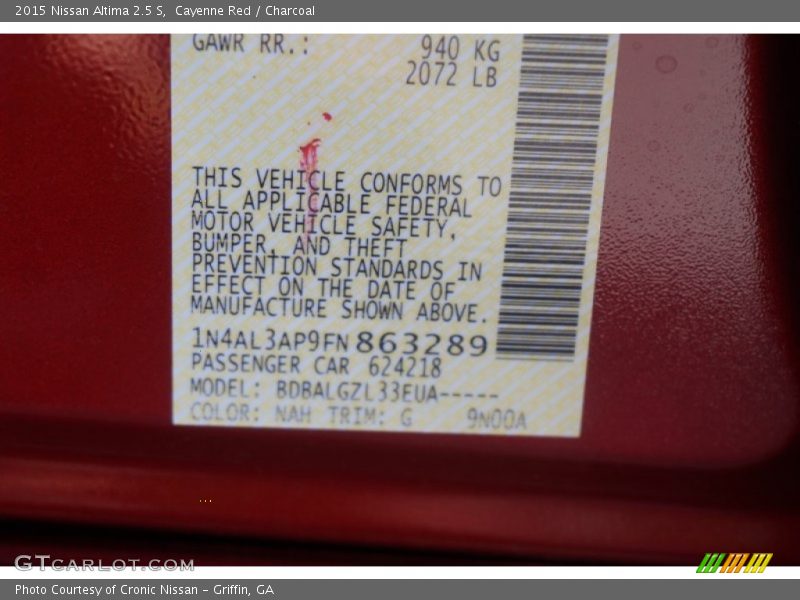 2015 Nissan Altima 2.5 S, Cayenne Red / Charcoal
GAWR RR.: 940 KG
2072 LB
THIS VEHICLE CONFORMS TO
ALL APPLICABLE FEDERAL
MOTOR VEHICLE SAFETY,
BUMPER, AND THEFT
PREVENTION STANDARDS IN
EFFECT ON THE DATE OF
MANUFACTURE SHOWN ABOVE.
1N4AL3AP9FN863289
PASSENGER CAR 624218
MODEL: BDBALGZL33EUA-----
COLOR: NAH TRIM: G 9N00A
GTCARLOT.COM
Photo Courtesy of Cronic Nissan - Griffin, GA